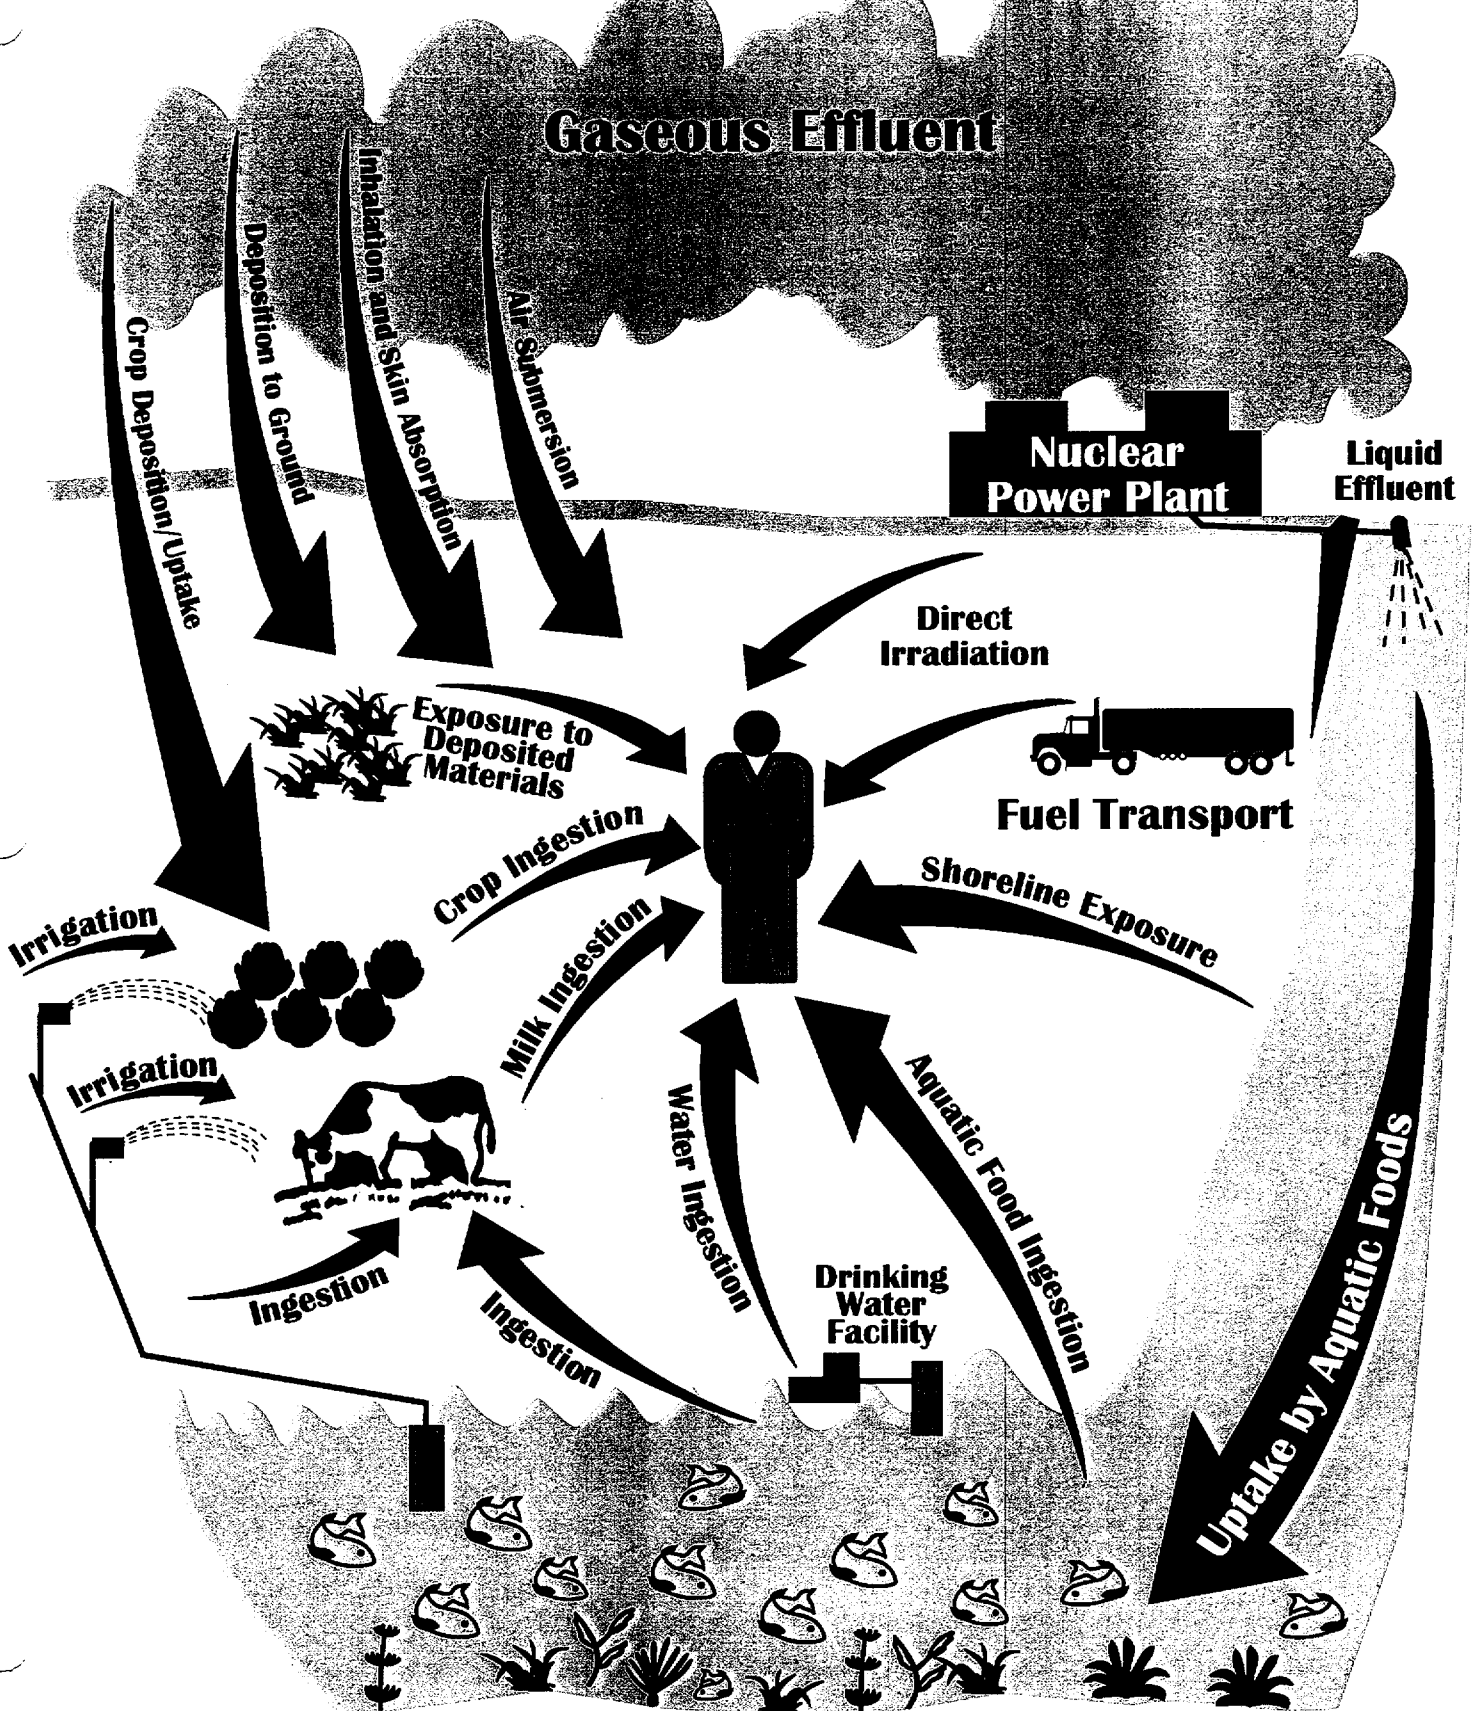 Gaseous Effluent
Inhalation and Skin Absorption
Deposition to Ground
Air Submersion
Crop Deposition/Uptake
Nuclear
Power Plant
Liquid
Effluent
Direct
Irradiation
Exposure to
Deposited
Materials
Fuel Transport
Crop Ingestion
Shoreline Exposure
Irrigation
Milk Ingestion
Irrigation
Water Ingestion
Aquatic Food Ingestion
Uptake by Aquatic Foods
Ingestion
Ingestion
Drinking
Water
Facility